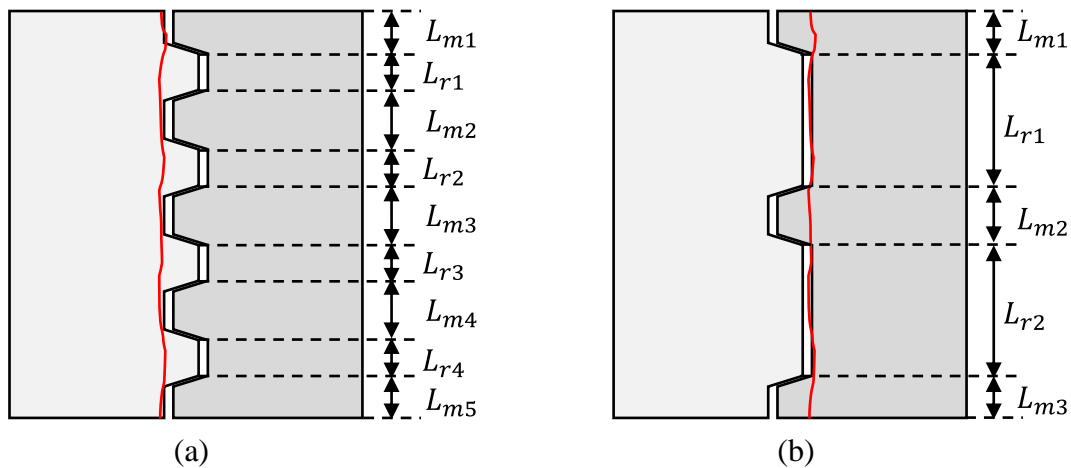 L_{m1}
L_{r1}
L_{m2}
L_{r2}
L_{m3}
L_{r3}
L_{m4}
L_{r4}
L_{m5}
(a)
L_{m1}
L_{r1}
L_{m2}
L_{r2}
L_{m3}
(b)